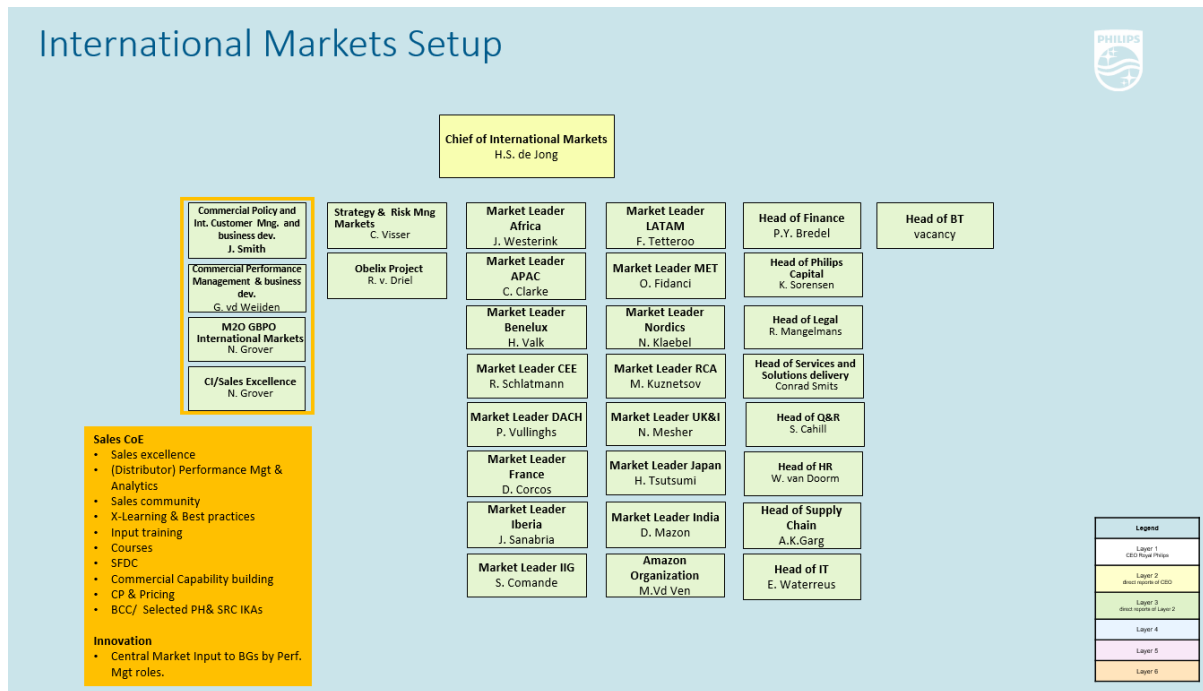 International Markets Setup
PHILIPS
Chief of International Markets
H.S. de Jong
Commercial Policy and
Int. Customer Mng. and
business dev.
J. Smith
Commercial Performance
Management & business
dev.
G. vd Weijden
M2O GBPO
International Markets
N. Grover
CI/Sales Excellence
N. Grover
Strategy & Risk Mng
Markets
C. Visser
Obelix Project
R. v. Driel
Market Leader
Africa
J. Westerink
Market Leader
APAC
C. Clarke
Market Leader
Benelux
H. Valk
Market Leader CEE
R. Schlatmann
Market Leader DACH
P. Vullinghs
Market Leader
France
D. Corcos
Market Leader
Iberia
J. Sanabria
Market Leader IIG
S. Comande
Market Leader
LATAM
F. Tetteroo
Market Leader MET
O. Fidanci
Market Leader
Nordics
N. Klaebel
Market Leader RCA
M. Kuznetsov
Market Leader UK&I
N. Mesher
Market Leader Japan
H. Tsutsumi
Market Leader India
D. Mazon
Amazon
Organization
M.Vd Ven
Head of Finance
P.Y. Bredel
Head of Philips
Capital
K. Sorensen
Head of Legal
R. Mangelmans
Head of Services and
Solutions delivery
Conrad Smits
Head of Q&R
S. Cahill
Head of HR
W. van Doorm
Head of Supply
Chain
A.K.Garg
Head of IT
E. Waterreus
Head of BT
vacancy
Sales CoE
• Sales excellence
• (Distributor) Performance Mgt &
Analytics
• Sales community
• X-Learning & Best practices
• Input training
• Courses
• SFDC
• Commercial Capability building
• CP & Pricing
• BCC/ Selected PH& SRC IKAs
Innovation
• Central Market Input to BGs by Perf.
Mgt roles.
Legend
Layer 1
CEO Royal Philips
Layer 2
direct reports of CEO
Layer 3
direct reports of Layer 2
Layer 4
Layer 5
Layer 6